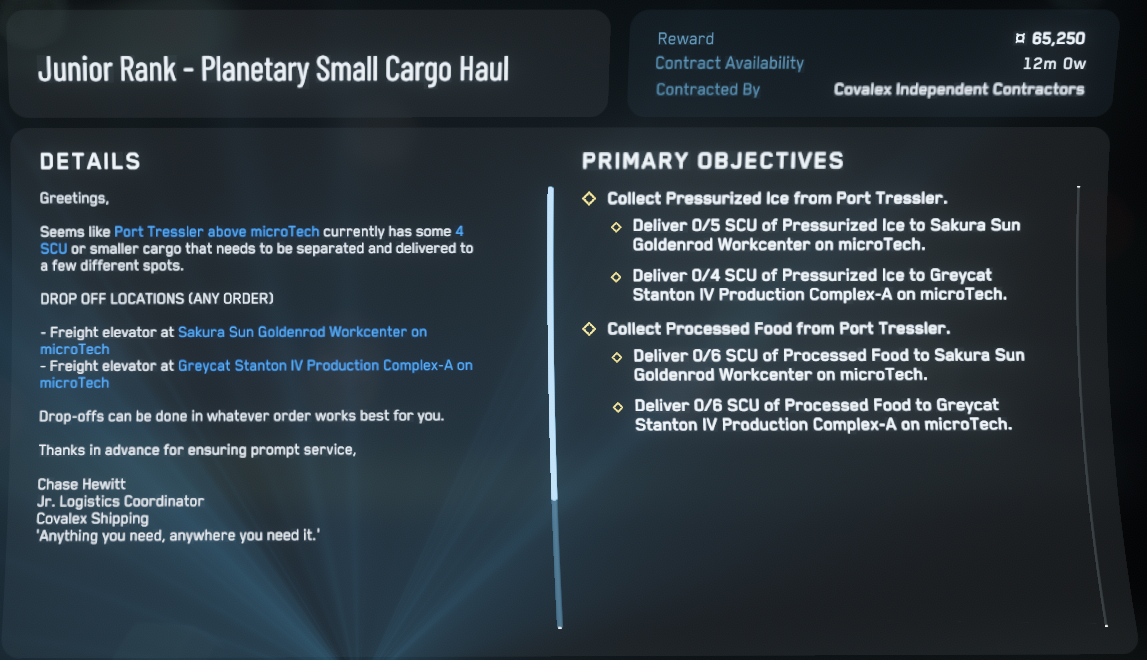 Junior Rank - Planetary Small Cargo Haul
Reward ¤ 65,250
Contract Availability 12m 0w
Contracted By Covalex Independent Contractors
DETAILS
Greetings,
Seems like Port Tressler above microTech currently has some 4
SCU or smaller cargo that needs to be separated and delivered to
a few different spots.
DROP OFF LOCATIONS (ANY ORDER)
- Freight elevator at Sakura Sun Goldenrod Workcenter on
microTech
- Freight elevator at Greycat Stanton IV Production Complex-A on
microTech
Drop-offs can be done in whatever order works best for you.
Thanks in advance for ensuring prompt service,
Chase Hewitt
Jr. Logistics Coordinator
Covalex Shipping
'Anything you need, anywhere you need it.'
PRIMARY OBJECTIVES
Collect Pressurized Ice from Port Tressler.
Deliver 0/5 SCU of Pressurized Ice to Sakura Sun
Goldenrod Workcenter on microTech.
Deliver 0/4 SCU of Pressurized Ice to Greycat
Stanton IV Production Complex-A on microTech.
Collect Processed Food from Port Tressler.
Deliver 0/6 SCU of Processed Food to Sakura Sun
Goldenrod Workcenter on microTech.
Deliver 0/6 SCU of Processed Food to Greycat
Stanton IV Production Complex-A on microTech.